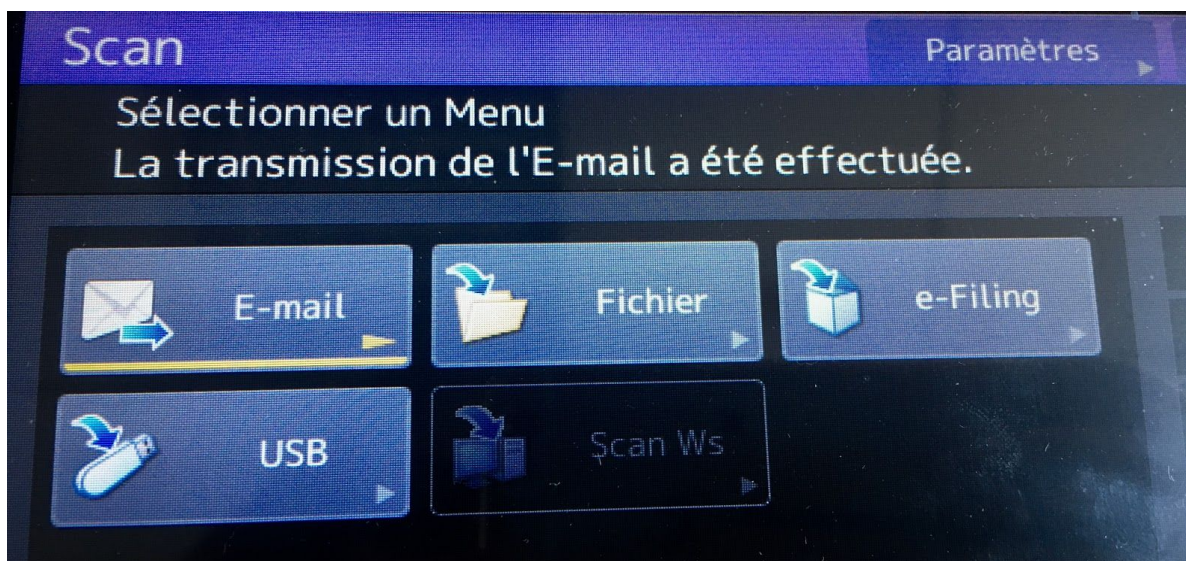 Scan
Paramètres
Sélectionner un Menu
La transmission de l'E-mail a été effectuée.
E-mail
Fichier
e-Filing
USB
Scan Ws